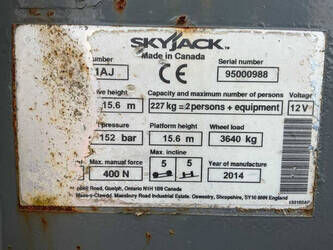 SKYJACK™
Made in Canada
umber CE Serial number
1AJ 95000988
ive height Capacity and maximum number of persons Voltage
15.6 m 227 kg = 2 persons + equipment 12V
pressure Platform height Wheel load
152 bar 15.6 m 3640 kg
Max. manual force Max. incline Year of manufacture
400 N 5 5 2014
Road, Guelph, Ontario N1H 1B9 Canada
Maesbury Road Industrial Estate, Oswestry, Shropshire, SY10 8NN England